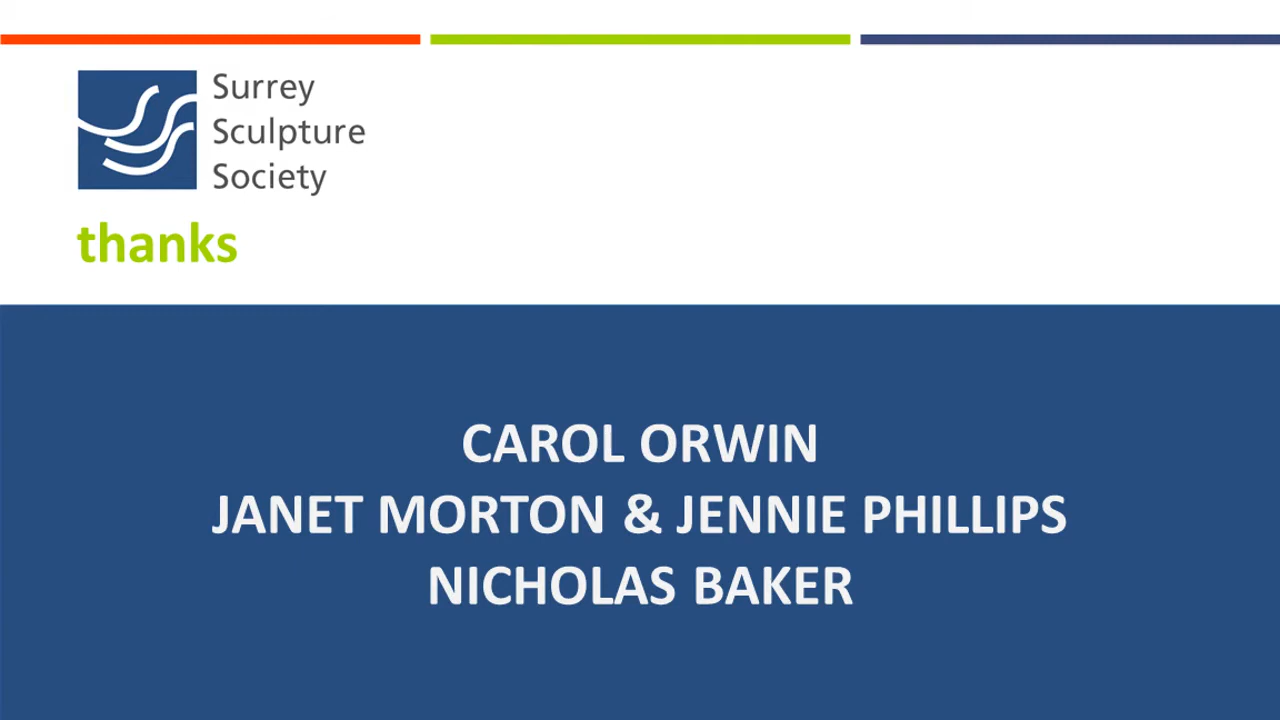 Surrey
Sculpture
Society
thanks
CAROL ORWIN
JANET MORTON & JENNIE PHILLIPS
NICHOLAS BAKER